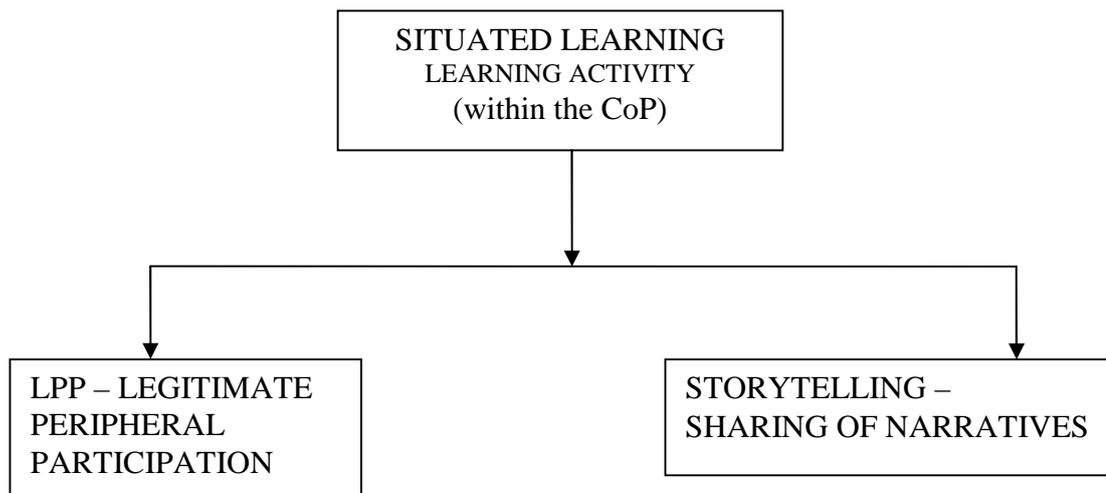 SITUATED LEARNING
LEARNING ACTIVITY
(within the CoP)
LPP – LEGITIMATE
PERIPHERAL
PARTICIPATION
STORYTELLING –
SHARING OF NARRATIVES